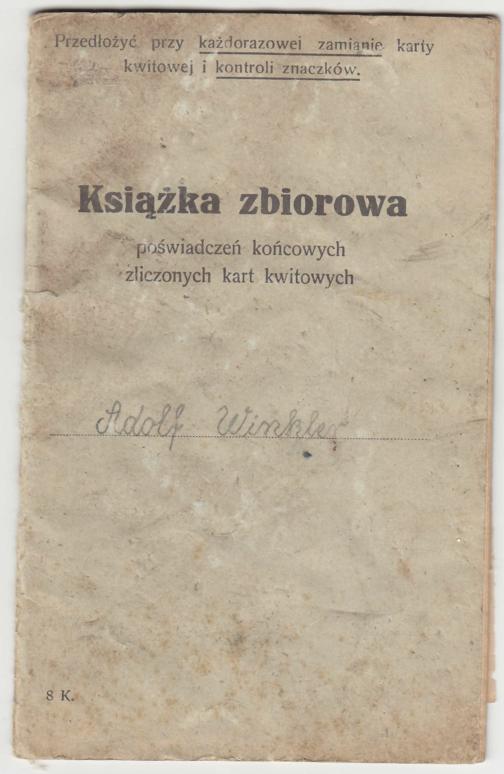 Przedłożyć przy każdorazowei zamianie karty
kwitowej i kontroli znaczków.
Książka zbiorowa
poświadczeń końcowych
zliczonych kart kwitowych
Adolf Winkler
8 K.